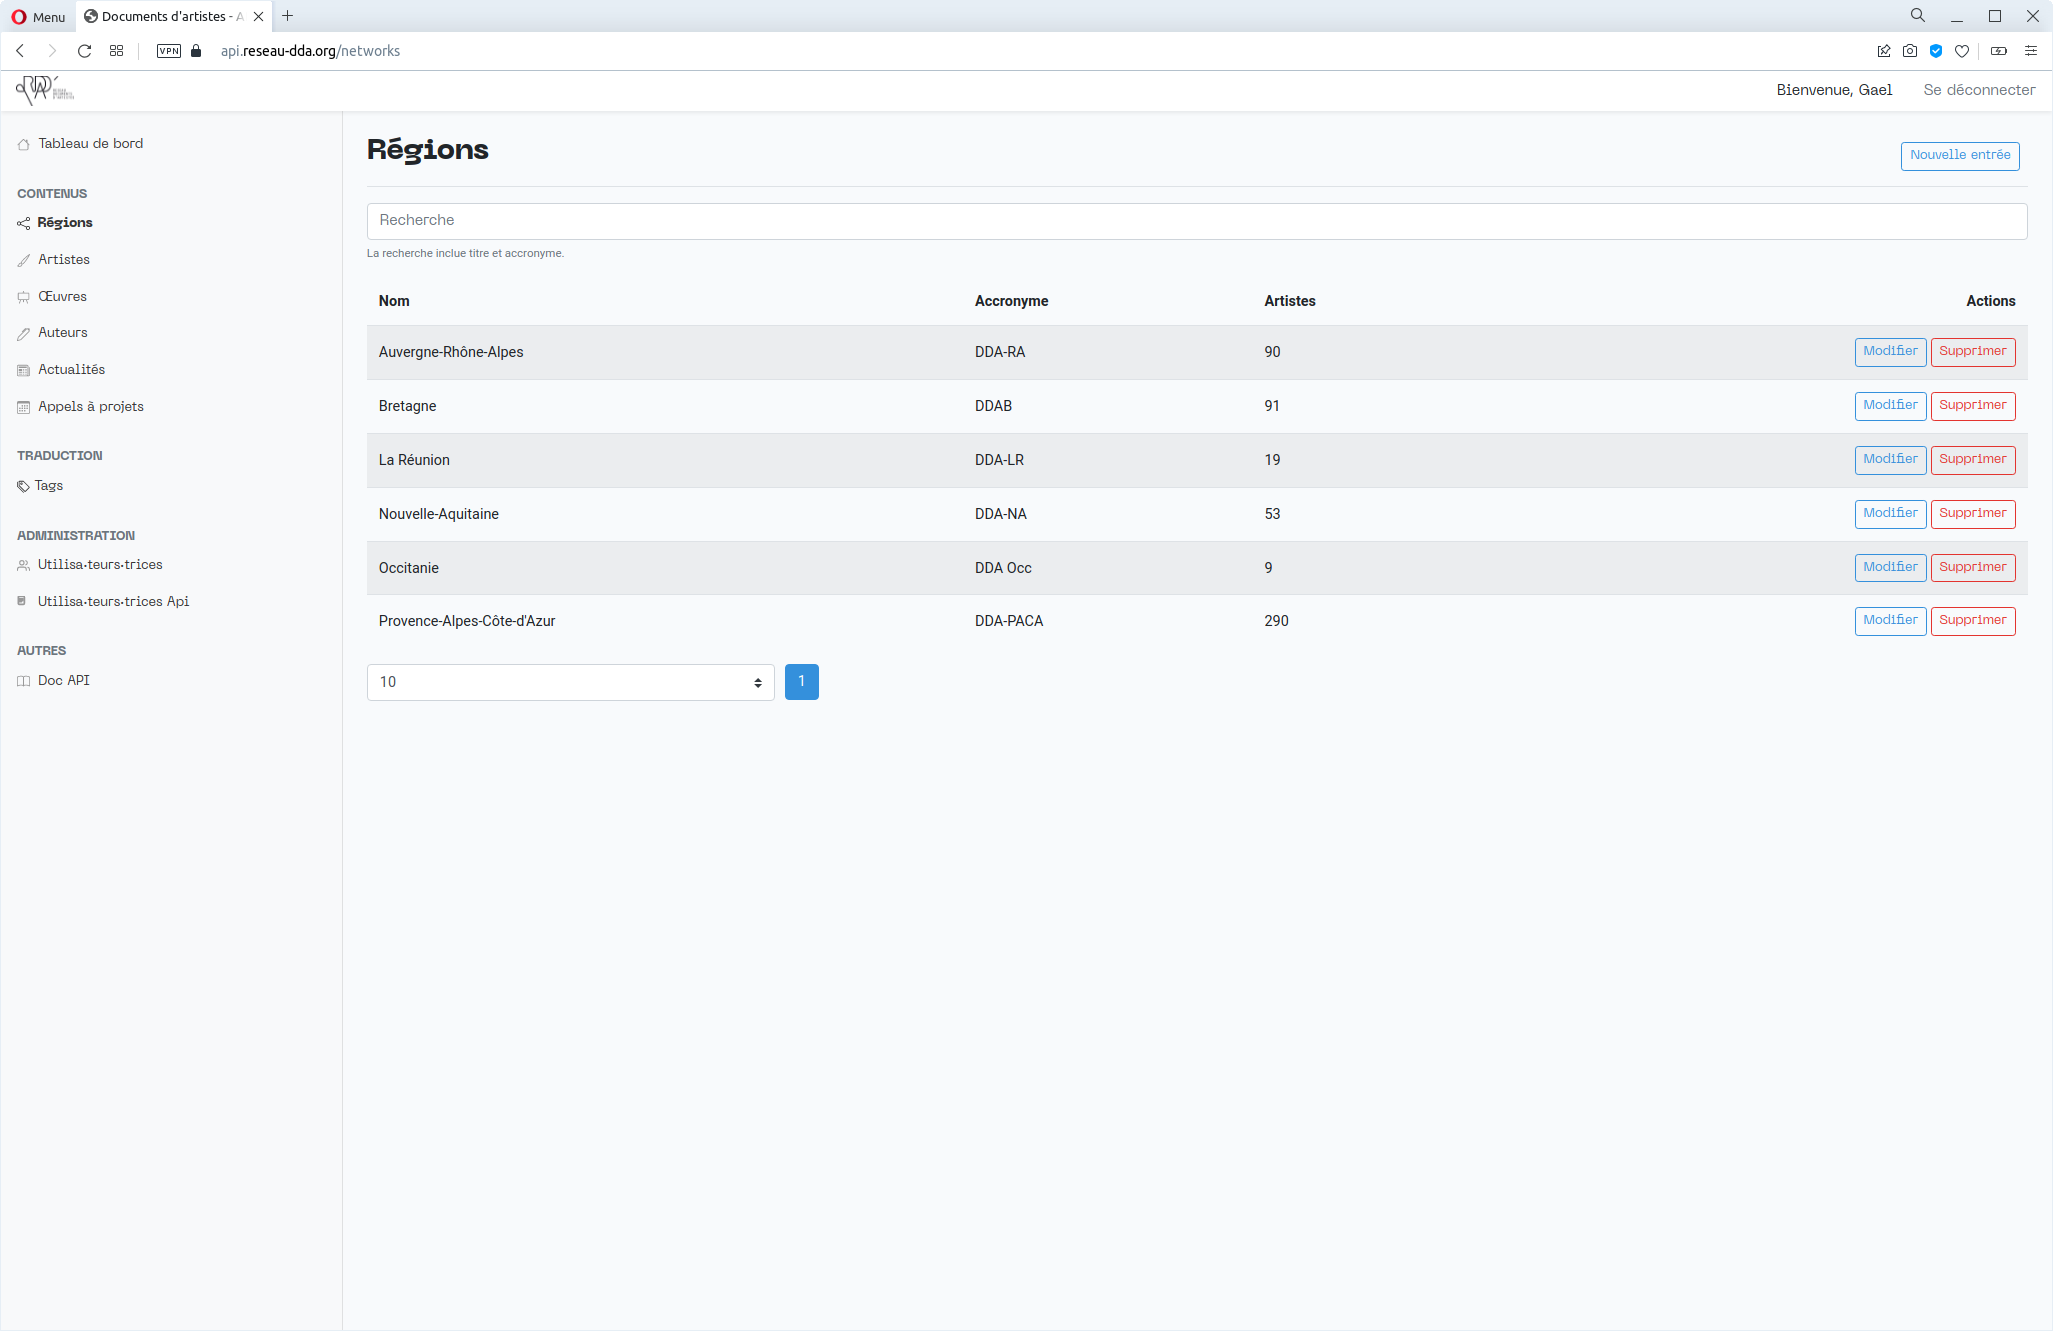 Menu
Documents d'artistes - A
VPN
api.reseau-dda.org/networks
Bienvenue, Gael
Se déconnecter
Tableau de bord
CONTENUS
Régions
Artistes
Œuvres
Auteurs
Actualités
Appels à projets
TRADUCTION
Tags
ADMINISTRATION
Utilisa·teurs·trices
Utilisa·teurs·trices Api
AUTRES
Doc API
Régions
Nouvelle entrée
Recherche
La recherche inclue titre et accronyme.
Nom Accronyme Artistes Actions
Auvergne-Rhône-Alpes DDA-RA 90 Modifier Supprimer
Bretagne DDAB 91 Modifier Supprimer
La Réunion DDA-LR 19 Modifier Supprimer
Nouvelle-Aquitaine DDA-NA 53 Modifier Supprimer
Occitanie DDA Occ 9 Modifier Supprimer
Provence-Alpes-Côte-d'Azur DDA-PACA 290 Modifier Supprimer
10 1